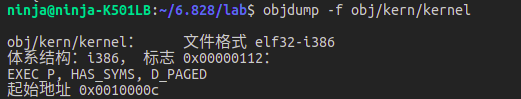 ninja@ninja-K501LB:~/6.828/lab$ objdump -f obj/kern/kernel
obj/kern/kernel：     文件格式 elf32-i386
体系结构：i386， 标志 0x00000112：
EXEC_P, HAS_SYMS, D_PAGED
起始地址 0x0010000c